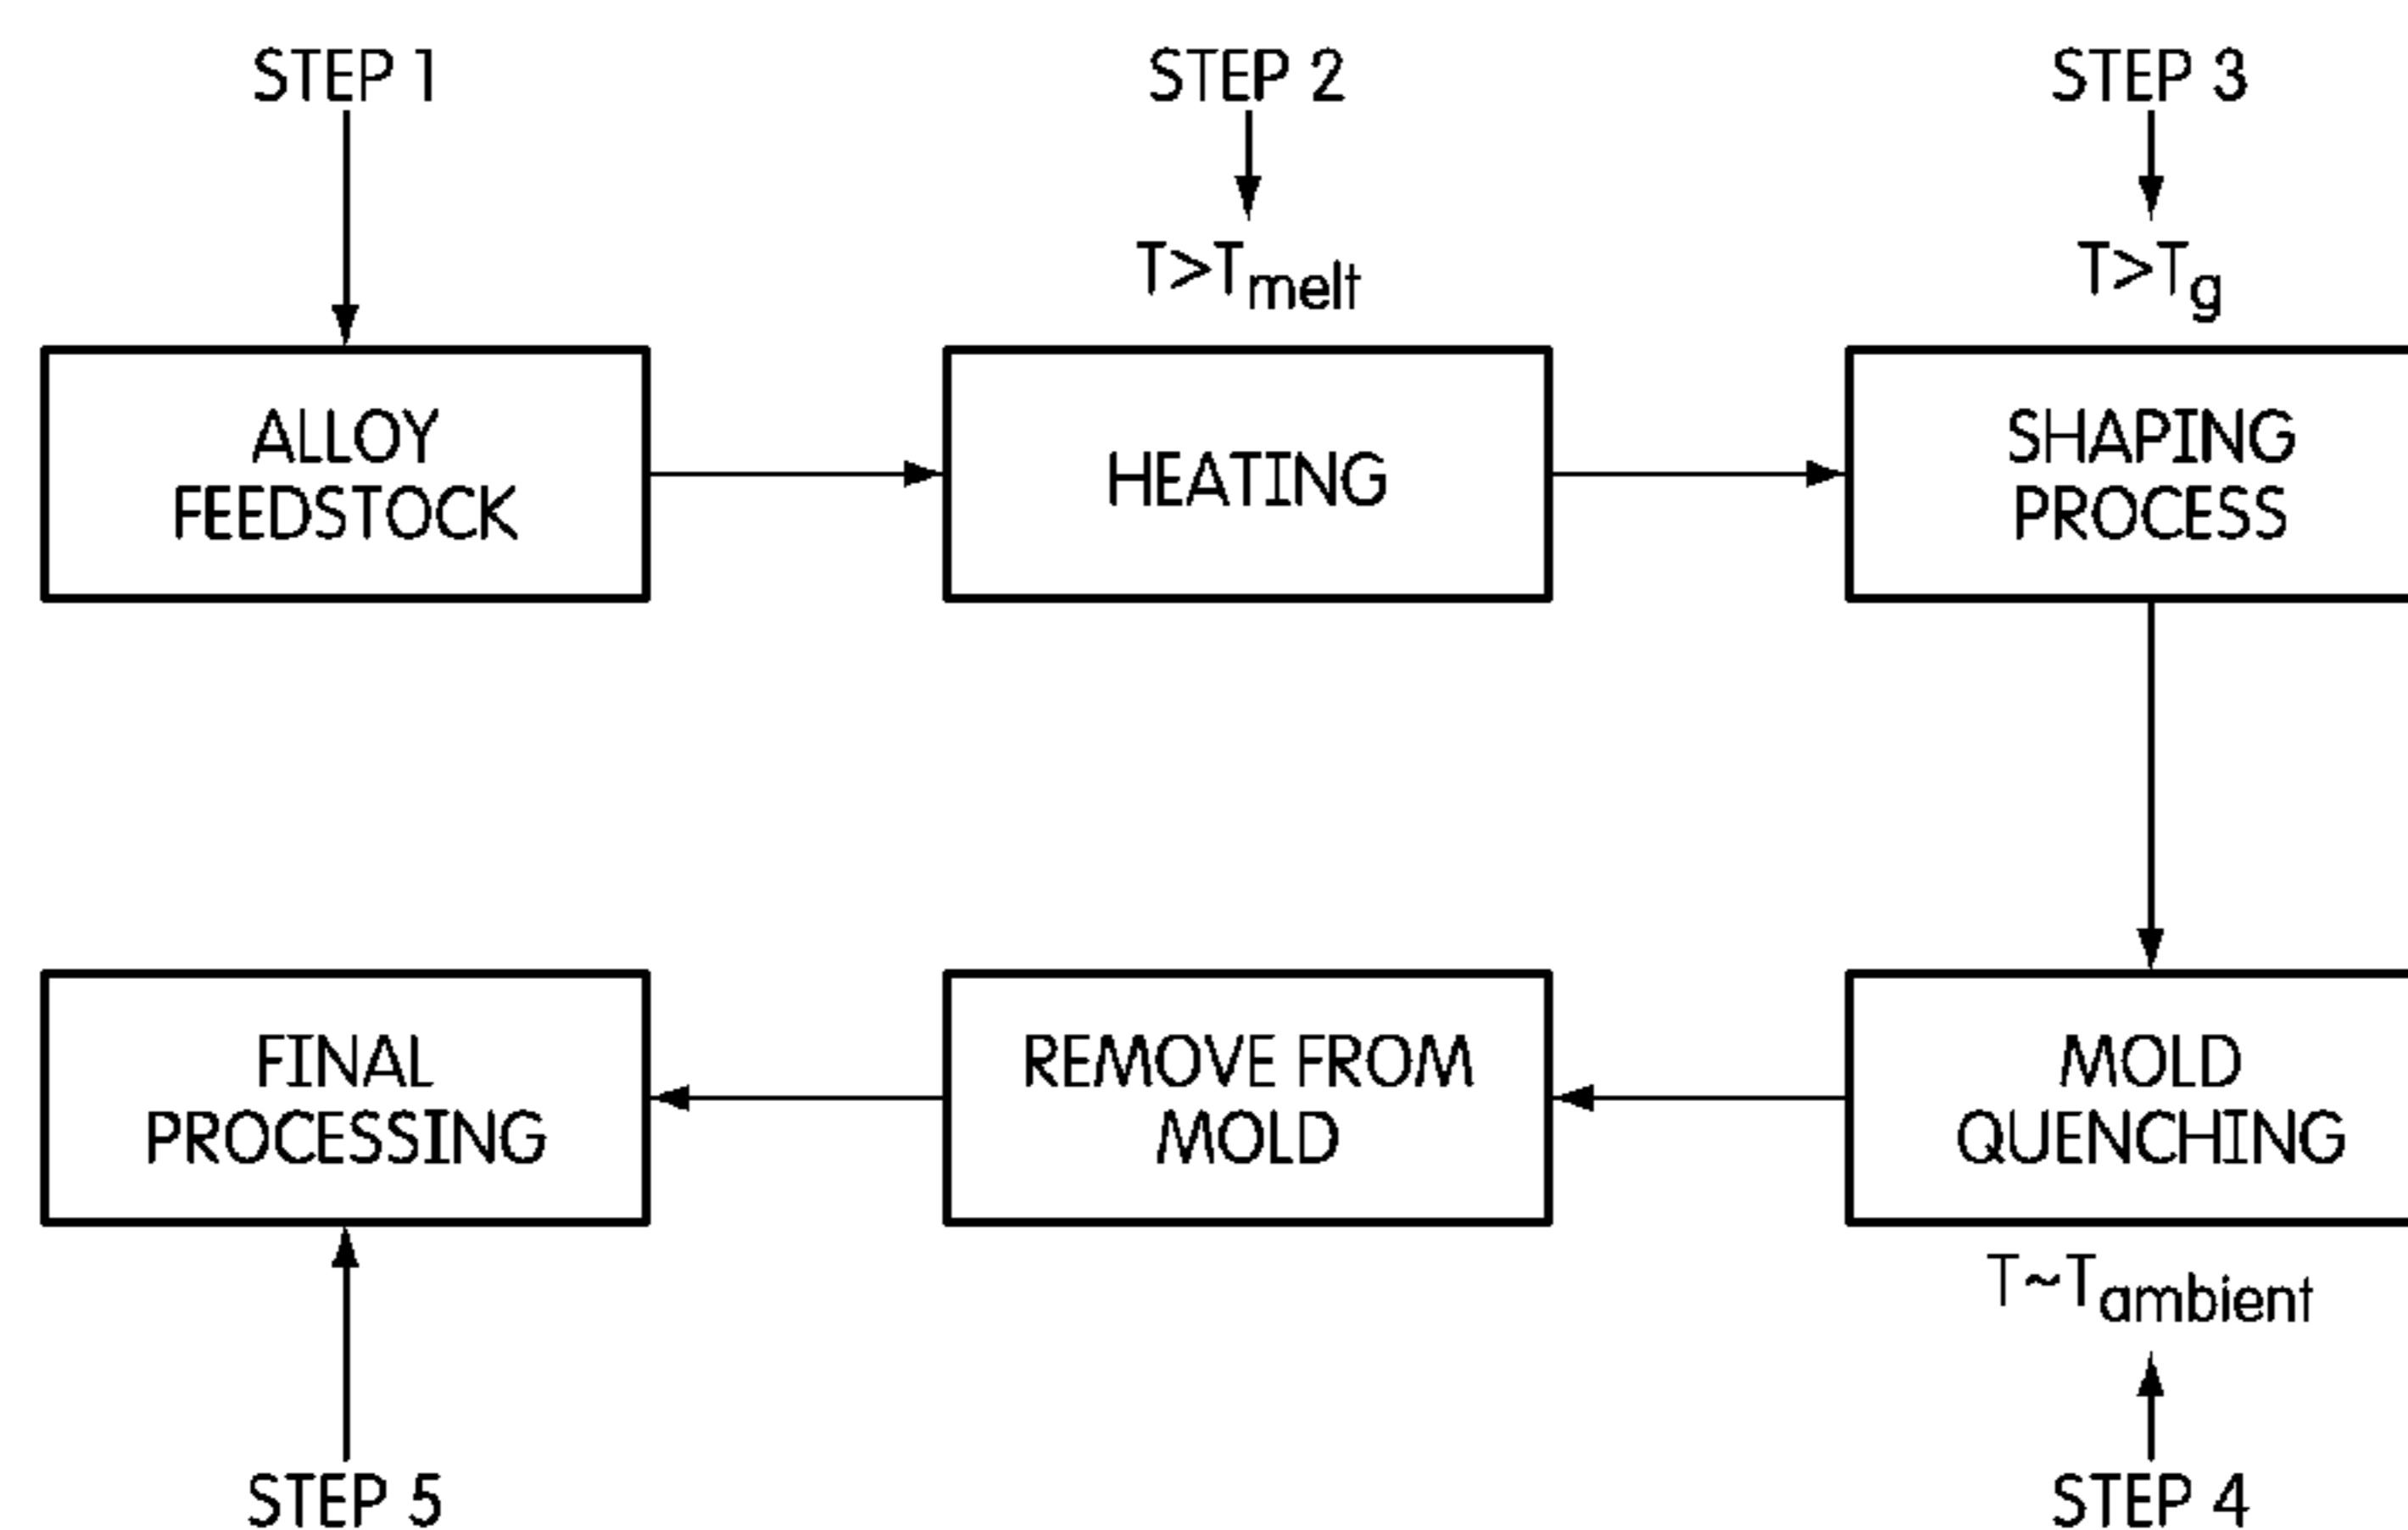 STEP 1
STEP 2
STEP 3
T>Tmelt
T>Tg
ALLOY
FEEDSTOCK
HEATING
SHAPING
PROCESS
FINAL
PROCESSING
REMOVE FROM
MOLD
MOLD
QUENCHING
T~Tambient
STEP 5
STEP 4